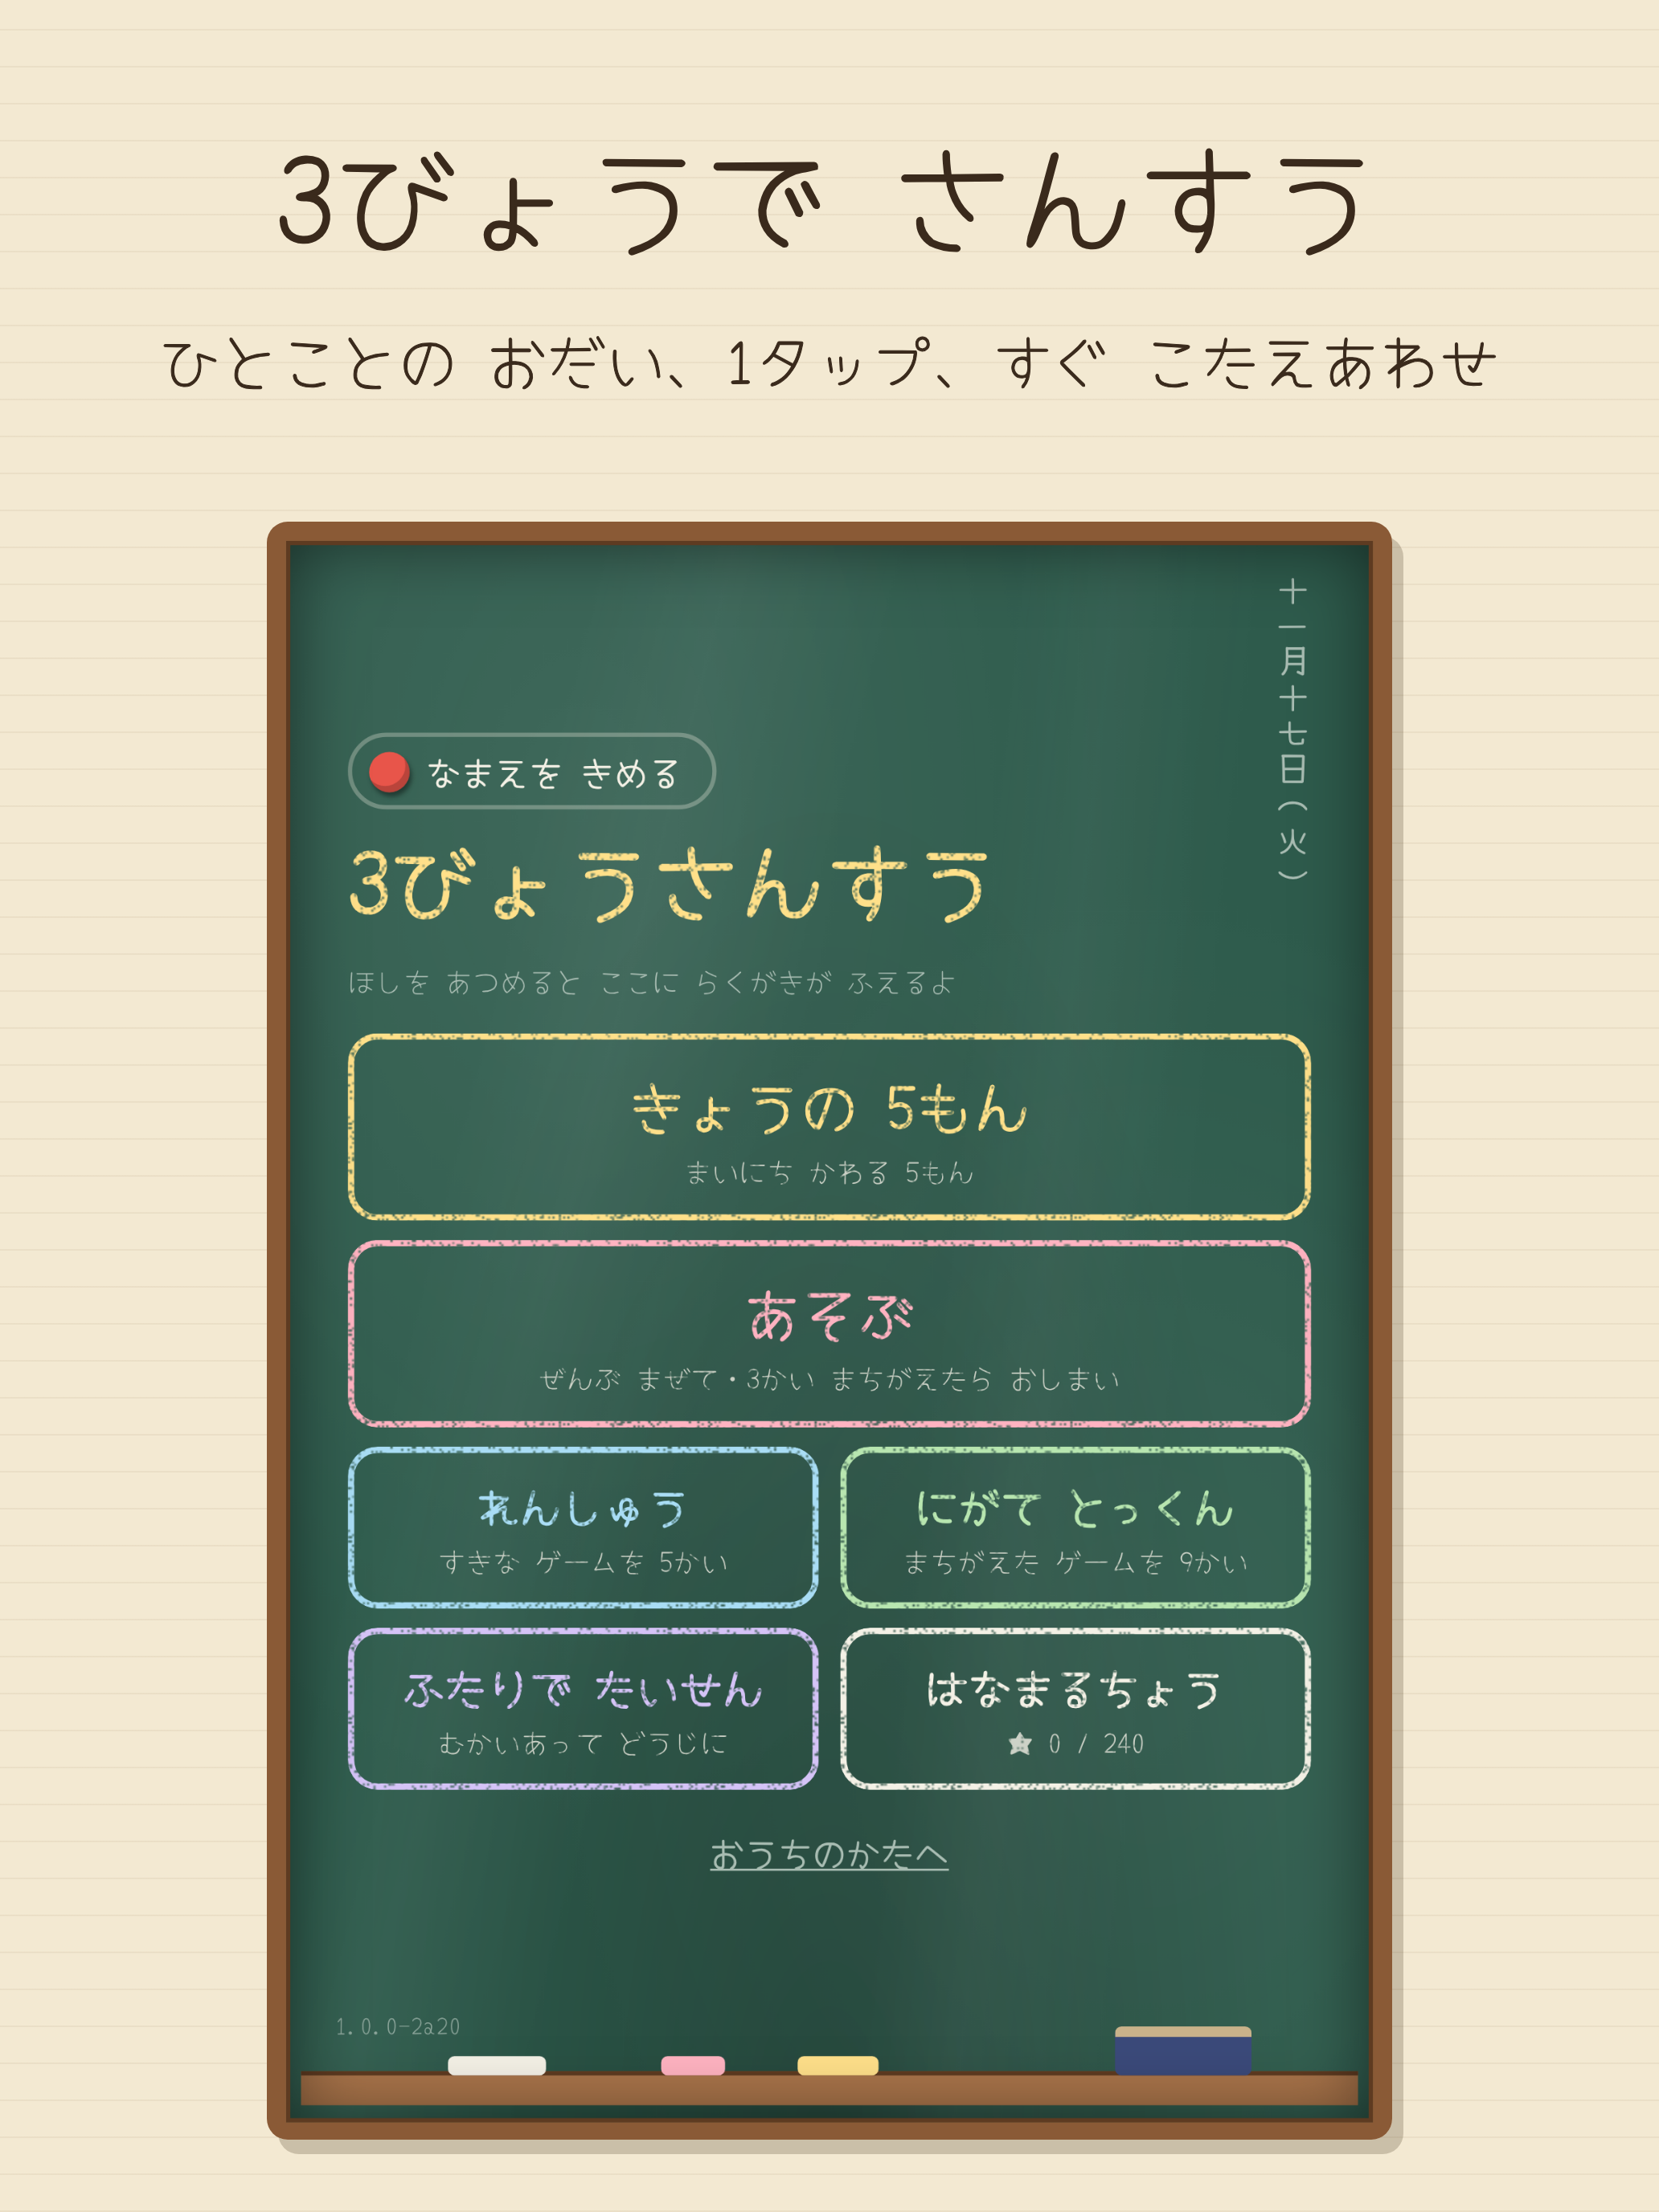 3びょうで さんすう
ひとことの おだい、1タップ、すぐ こたえあわせ
十一月十七日（火）
なまえを きめる
3びょうさんすう
ほしを あつめると ここに らくがきが ふえるよ
きょうの 5もん
まいにち かわる 5もん
あそぶ
ぜんぶ まぜて・3かい まちがえたら おしまい
れんしゅう
すきな ゲームを 5かい
にがて とっくん
まちがえた ゲームを 9かい
ふたりで たいせん
むかいあって どうじに
はなまるちょう
★ 0 / 240
おうちのかたへ
1.0.0-2a20